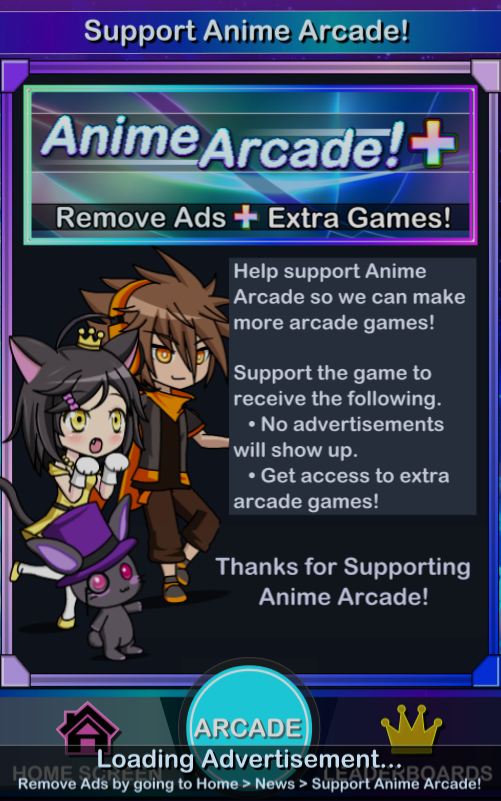 Support Anime Arcade!
Anime Arcade!+
Remove Ads + Extra Games!
Help support Anime
Arcade so we can make
more arcade games!
Support the game to
receive the following.
• No advertisements
will show up.
• Get access to extra
arcade games!
Thanks for Supporting
Anime Arcade!
ARCADE
Loading Advertisement...
HOME SCREEN
LEADERBOARDS
Remove Ads by going to Home > News > Support Anime Arcade!